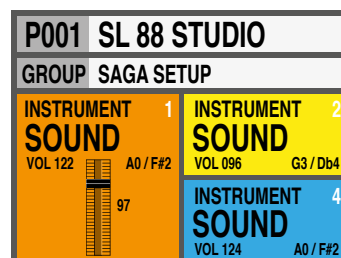 P001 SL 88 STUDIO
GROUP SAGA SETUP
INSTRUMENT 1
SOUND
VOL 122 A0 / F#2
97
INSTRUMENT 2
SOUND
VOL 096 G3 / Db4
INSTRUMENT 4
SOUND
VOL 124 A0 / F#2